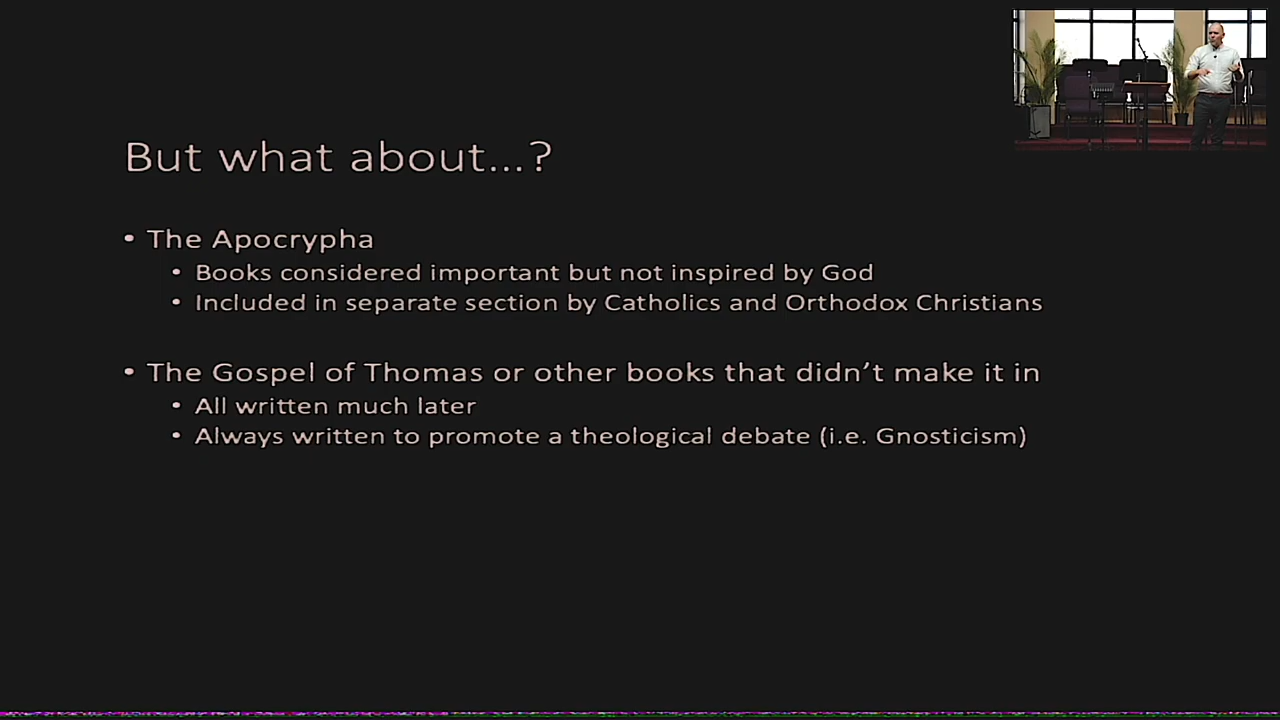 But what about...?
• The Apocrypha
• Books considered important but not inspired by God
• Included in separate section by Catholics and Orthodox Christians
• The Gospel of Thomas or other books that didn't make it in
• All written much later
• Always written to promote a theological debate (i.e. Gnosticism)